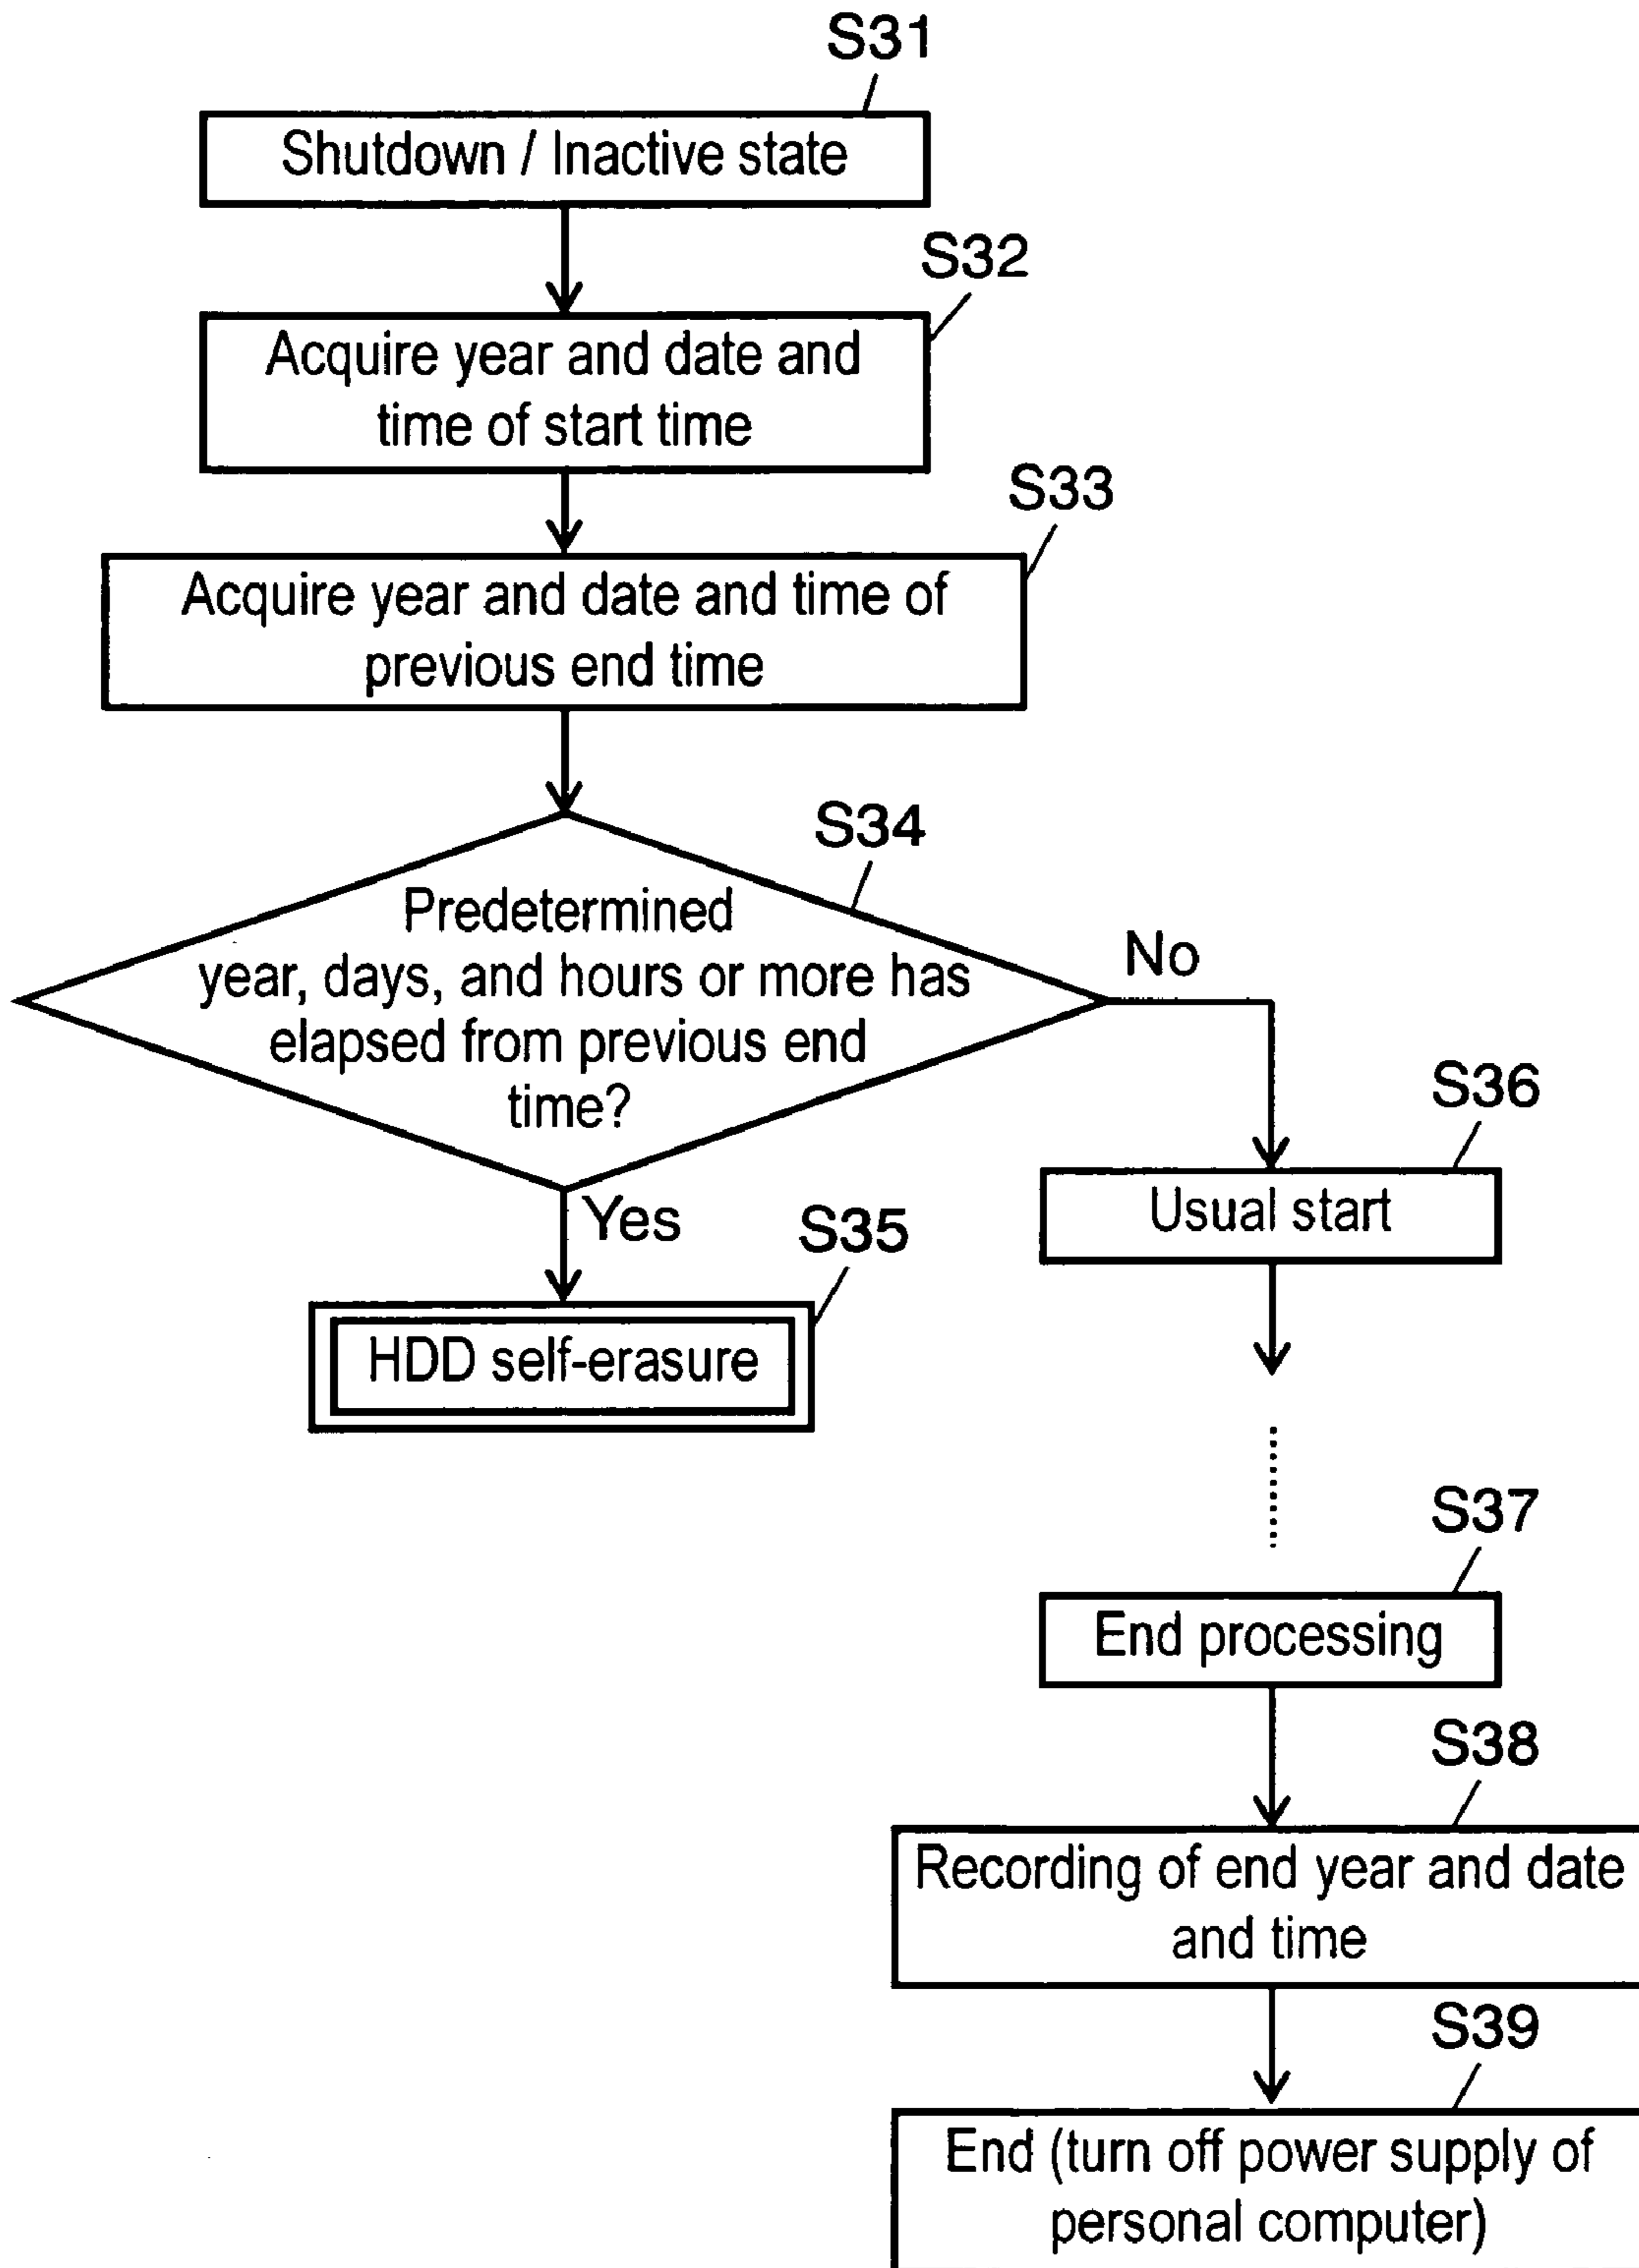 S31
Shutdown / Inactive state
S32
Acquire year and date and
time of start time
S33
Acquire year and date and time of
previous end time
S34
Predetermined
year, days, and hours or more has
elapsed from previous end
time?
No
Yes
S35
HDD self-erasure
S36
Usual start
S37
End processing
S38
Recording of end year and date
and time
S39
End (turn off power supply of
personal computer)